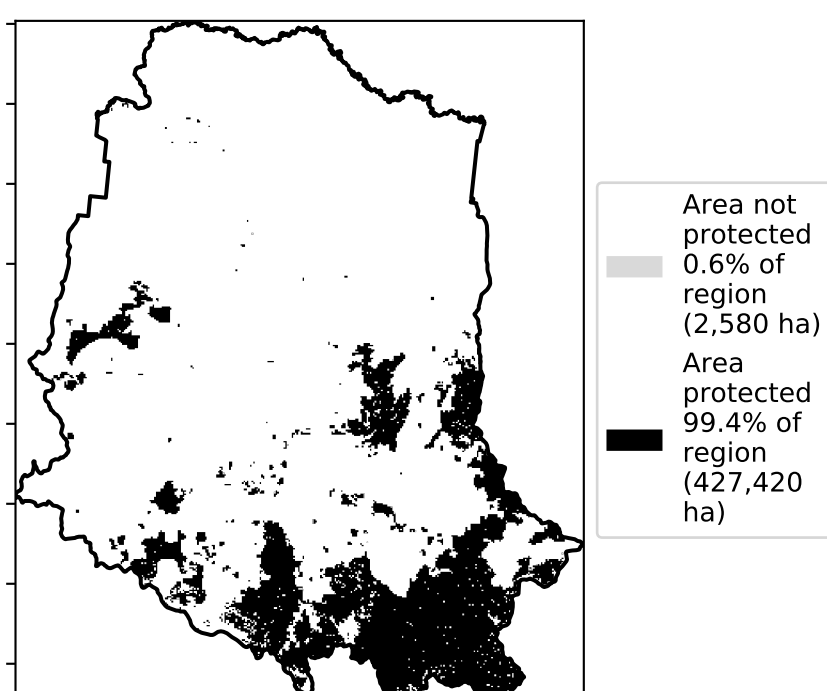 Area not
protected
0.6% of
region
(2,580 ha)
Area
protected
99.4% of
region
(427,420
ha)